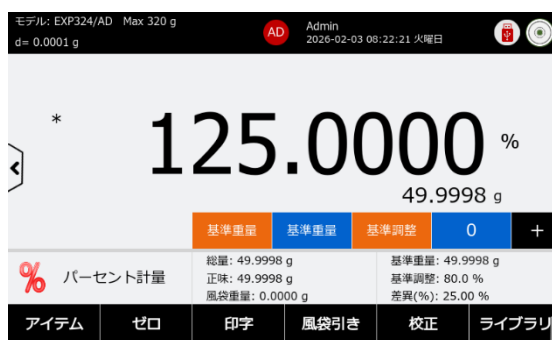 モデル: EXP324/AD Max 320 g
d= 0.0001 g
AD
Admin
2026-02-03 08:22:21 火曜日
*
125.0000 %
49.9998 g
基準重量 基準重量 基準調整 0 +
% パーセント計量
総量: 49.9998 g
正味: 49.9998 g
風袋重量: 0.0000 g
基準重量: 49.9998 g
基準調整: 80.0 %
差異(%): 25.00 %
アイテム ゼロ 印字 風袋引き 校正 ライブラリ